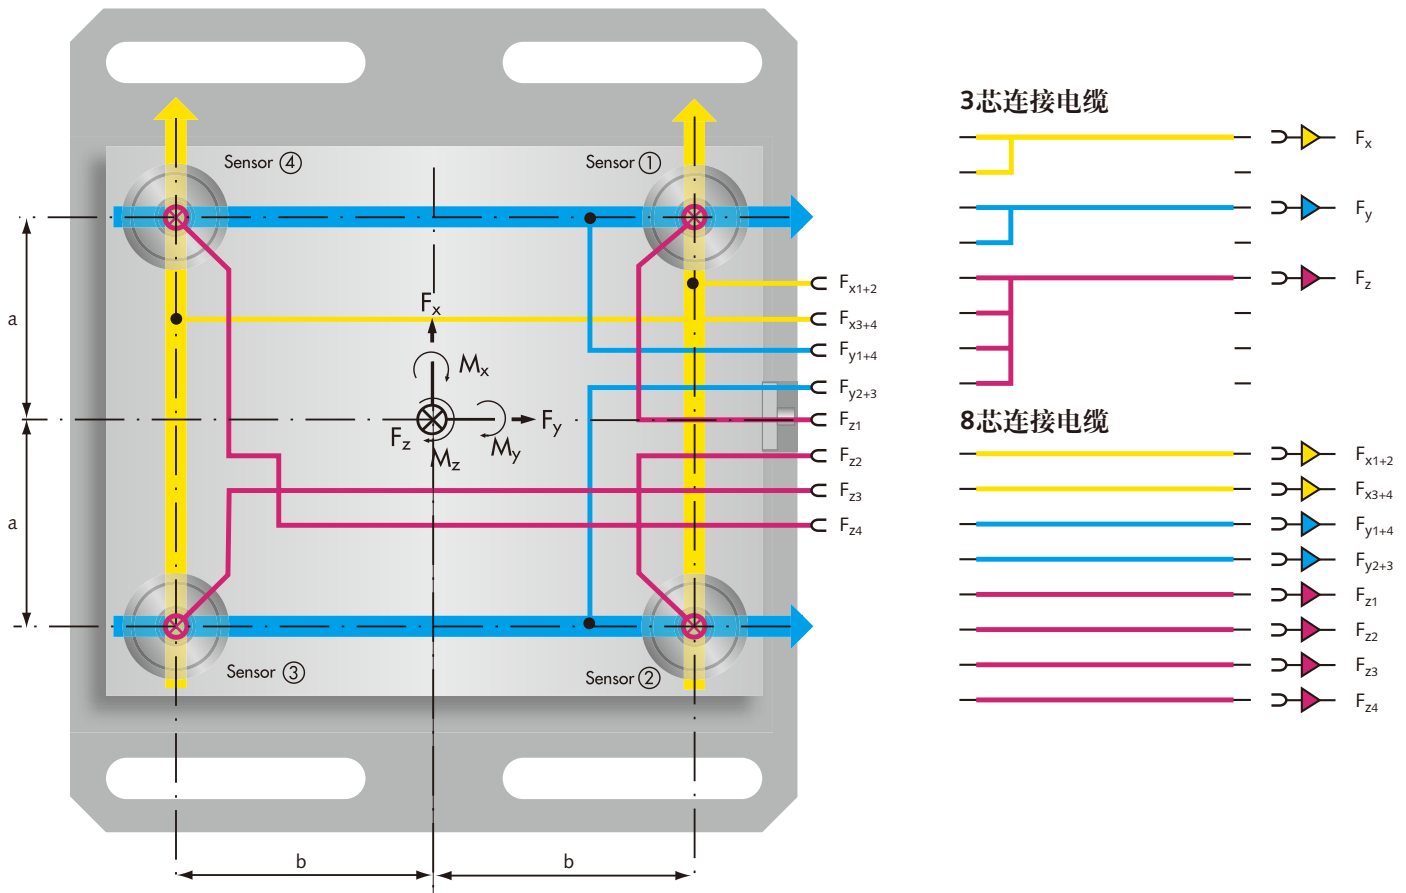 Sensor ④
Sensor ①
a
a
Fx
Mx
Fy
My
Fz
Mz
Sensor ③
Sensor ②
b
b
Fx1+2
Fx3+4
Fy1+4
Fy2+3
Fz1
Fz2
Fz3
Fz4
3芯连接电缆
Fx
Fy
Fz
8芯连接电缆
Fx1+2
Fx3+4
Fy1+4
Fy2+3
Fz1
Fz2
Fz3
Fz4